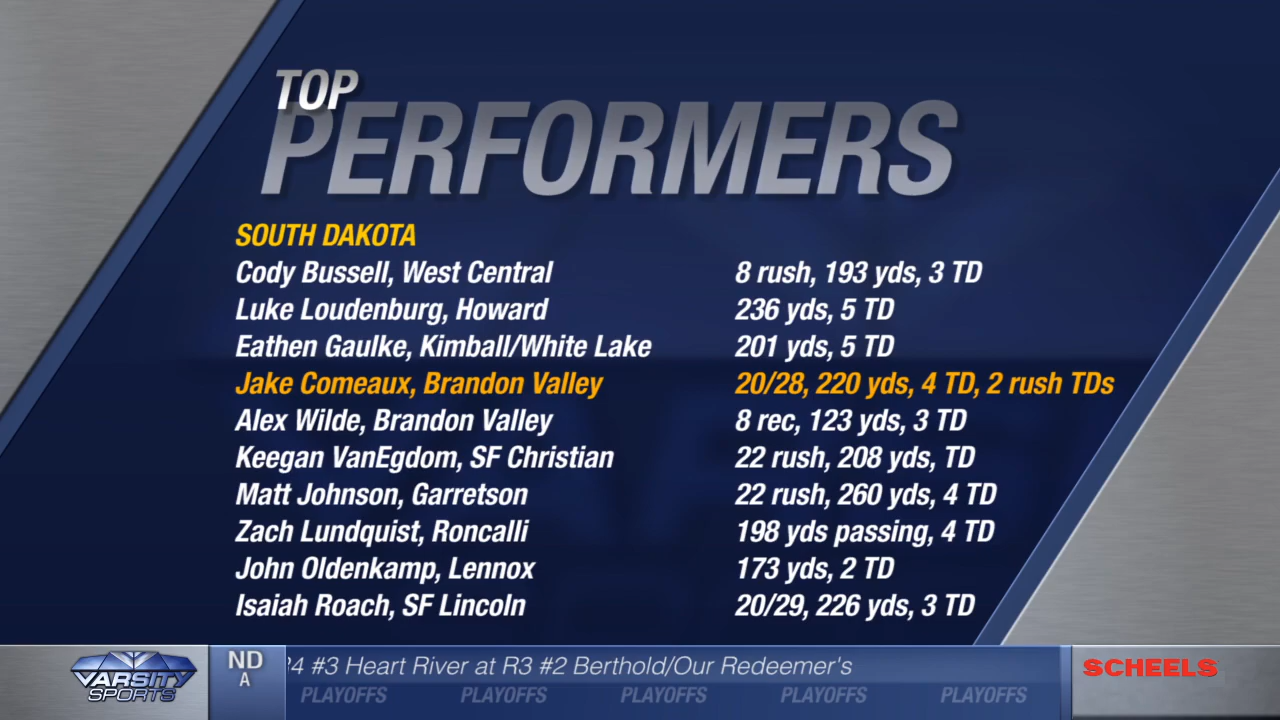 TOP
PERFORMERS
SOUTH DAKOTA
Cody Bussell, West Central 8 rush, 193 yds, 3 TD
Luke Loudenburg, Howard 236 yds, 5 TD
Eathen Gaulke, Kimball/White Lake 201 yds, 5 TD
Jake Comeaux, Brandon Valley 20/28, 220 yds, 4 TD, 2 rush TDs
Alex Wilde, Brandon Valley 8 rec, 123 yds, 3 TD
Keegan VanEgdom, SF Christian 22 rush, 208 yds, TD
Matt Johnson, Garretson 22 rush, 260 yds, 4 TD
Zach Lundquist, Roncalli 198 yds passing, 4 TD
John Oldenkamp, Lennox 173 yds, 2 TD
Isaiah Roach, SF Lincoln 20/29, 226 yds, 3 TD
VARSITY
SPORTS
ND
A
#3 Heart River at R3 #2 Berthold/Our Redeemer's
PLAYOFFS PLAYOFFS PLAYOFFS PLAYOFFS PLAYOFFS
SCHEELS